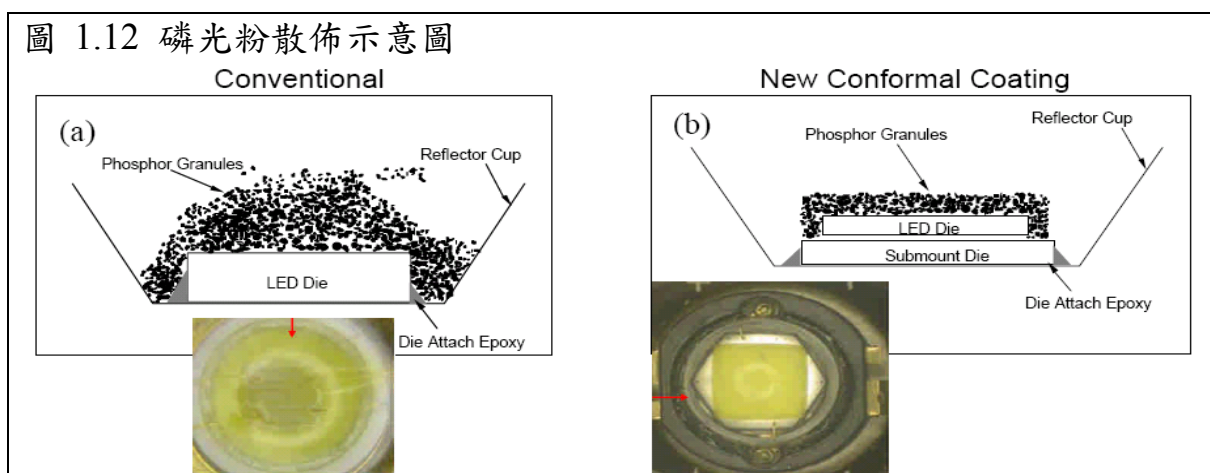 圖 1.12 磷光粉散佈示意圖
Conventional
(a)
Phosphor Granules
Reflector Cup
LED Die
Die Attach Epoxy
New Conformal Coating
(b)
Phosphor Granules
Reflector Cup
LED Die
Submount Die
Die Attach Epoxy